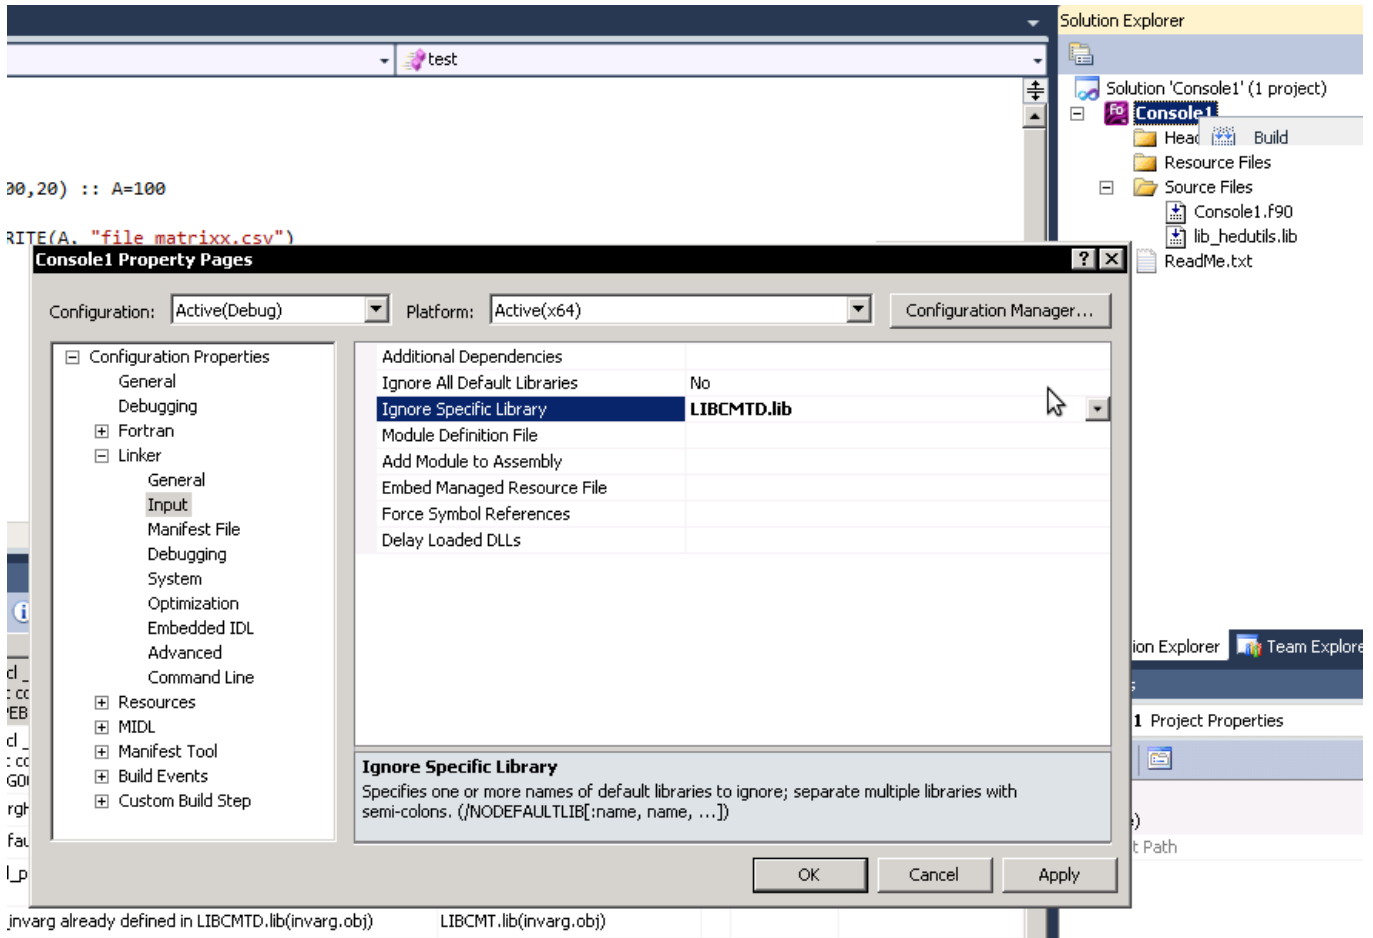 Solution Explorer
test
Solution 'Console1' (1 project)
Console1
Head
Build
Resource Files
00,20) :: A=100
Source Files
Console1.f90
RITE(A, "file_matrixx.csv")
lib_hedutils.lib
Console1 Property Pages
ReadMe.txt
Configuration: Active(Debug) Platform: Active(x64) Configuration Manager...
Configuration Properties
General
Debugging
Fortran
Linker
General
Input
Manifest File
Debugging
System
Optimization
Embedded IDL
Advanced
Command Line
Resources
MIDL
Manifest Tool
Build Events
Custom Build Step
Additional Dependencies
Ignore All Default Libraries No
Ignore Specific Library LIBCMTD.lib
Module Definition File
Add Module to Assembly
Embed Managed Resource File
Force Symbol References
Delay Loaded DLLs
Ignore Specific Library
Specifies one or more names of default libraries to ignore; separate multiple libraries with
semi-colons. (/NODEFAULTLIB[:name, name, ...])
OK Cancel Apply
ion Explorer Team Explore
1 Project Properties
t Path
_invarg already defined in LIBCMTD.lib(invarg.obj) LIBCMT.lib(invarg.obj)